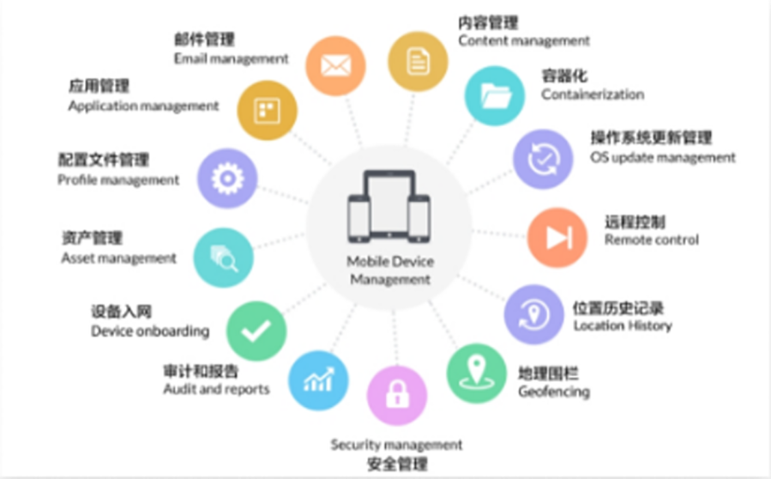 邮件管理
Email management
内容管理
Content management
应用管理
Application management
容器化
Containerization
配置文件管理
Profile management
操作系统更新管理
OS update management
资产管理
Asset management
远程控制
Remote control
Mobile Device
Management
设备入网
Device onboarding
位置历史记录
Location History
审计和报告
Audit and reports
地理围栏
Geofencing
Security management
安全管理